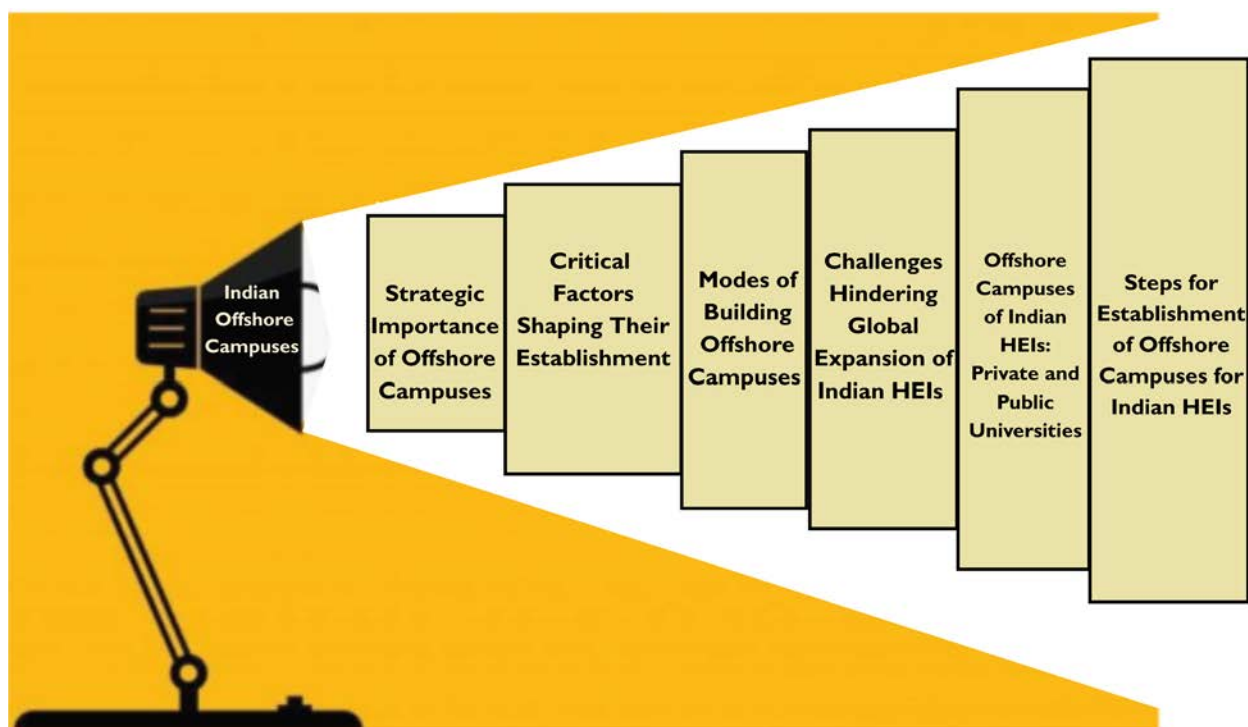 Indian
Offshore
Campuses
Strategic
Importance
of Offshore
Campuses
Critical
Factors
Shaping Their
Establishment
Modes of
Building
Offshore
Campuses
Challenges
Hindering
Global
Expansion of
Indian HEIs
Offshore
Campuses
of Indian
HEIs:
Private and
Public
Universities
Steps for
Establishment
of Offshore
Campuses for
Indian HEIs